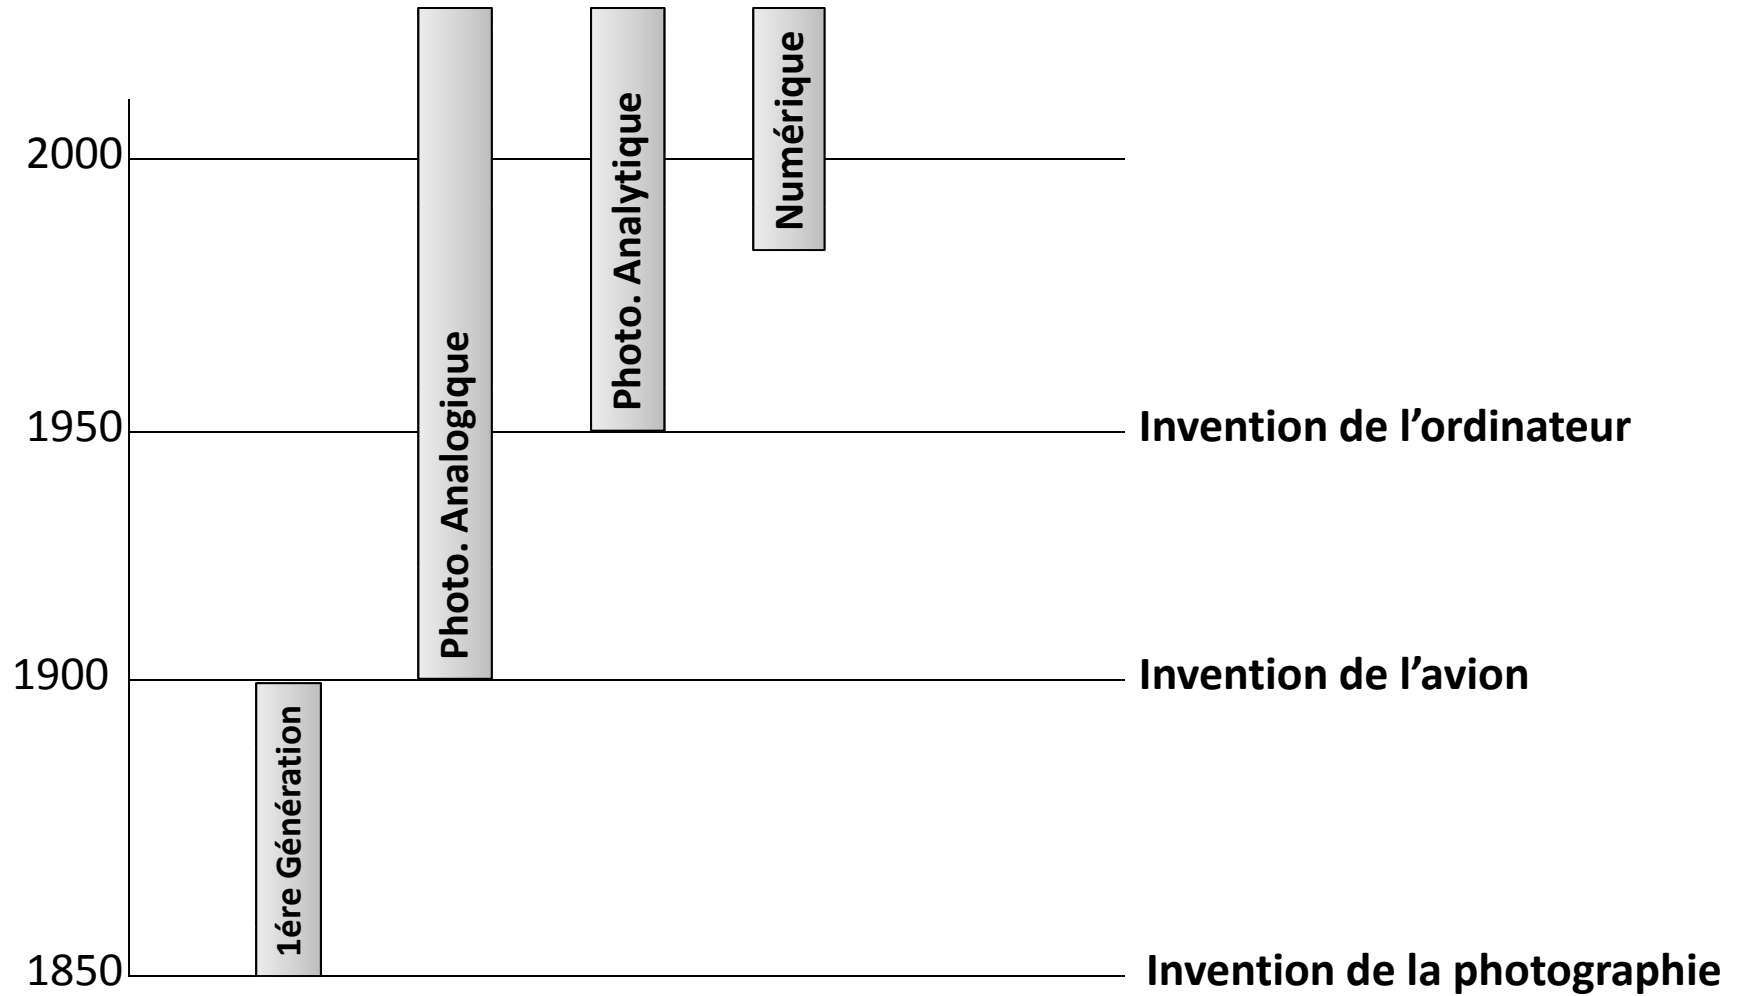 Numérique
Photo. Analytique
2000
Photo. Analogique
1950
Invention de l’ordinateur
1900
Invention de l’avion
1ére Génération
1850
Invention de la photographie